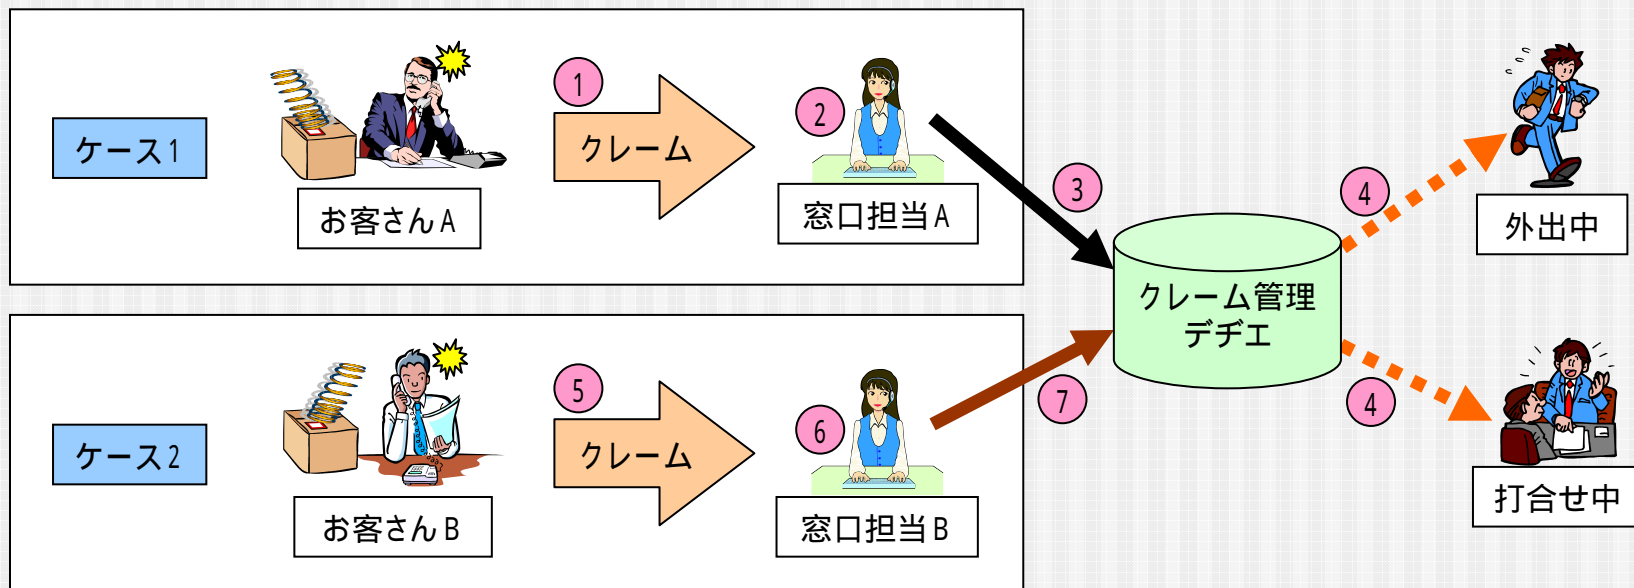 ケース1
お客さんA
①
クレーム
②
窓口担当A
③
④
外出中
クレーム管理
デヂエ
ケース2
お客さんB
⑤
クレーム
⑥
窓口担当B
⑦
④
打合せ中